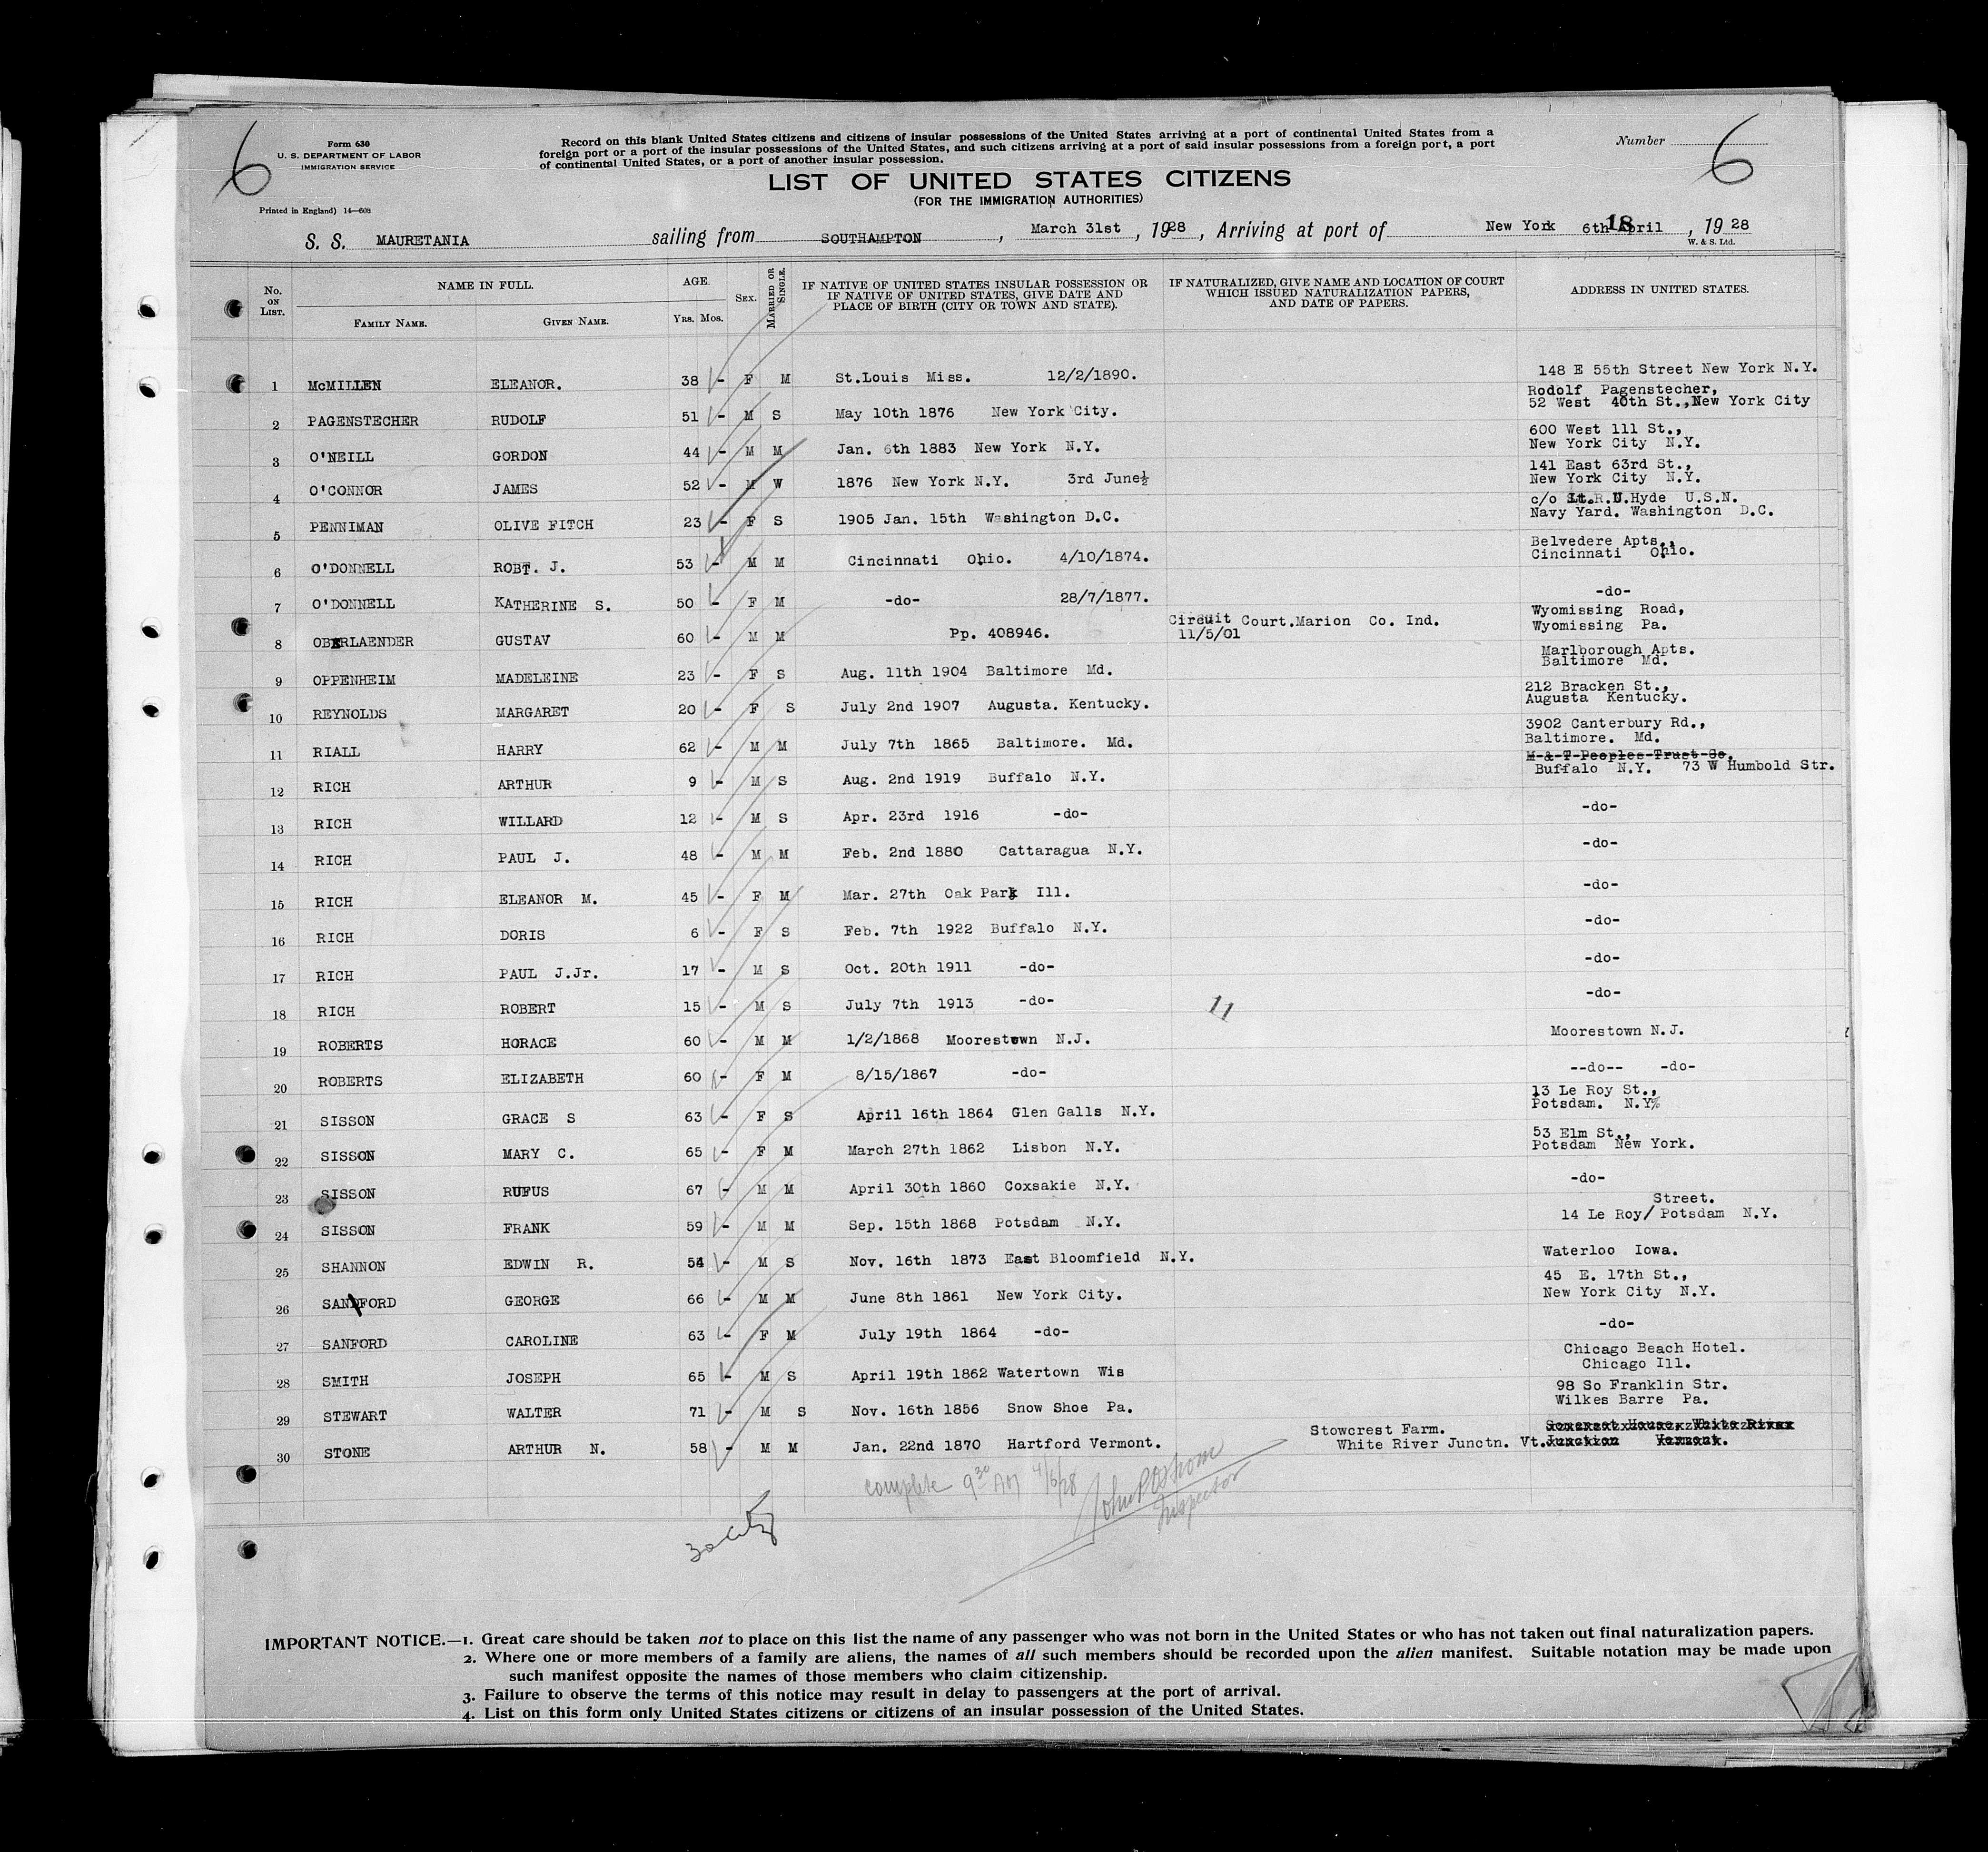 6
Form 630
U. S. DEPARTMENT OF LABOR
IMMIGRATION SERVICE
Printed in England) 14—608
Record on this blank United States citizens and citizens of insular possessions of the United States arriving at a port of continental United States from a
foreign port or a port of the insular possessions of the United States, and such citizens arriving at a port of said insular possessions from a foreign port, a port
of continental United States, or a port of another insular possession.
Number 6
LIST OF UNITED STATES CITIZENS
(FOR THE IMMIGRATION AUTHORITIES)
S. S. MAURETANIA sailing from SOUTHAMPTON, March 31st, 1928, Arriving at port of New York 6th April, 1928
18
W. & S. Ltd.
No. ON LIST. NAME IN FULL. AGE. SEX. MARRIED OR SINGLE. IF NATIVE OF UNITED STATES INSULAR POSSESSION OR IF NATIVE OF UNITED STATES, GIVE DATE AND PLACE OF BIRTH (CITY OR TOWN AND STATE). IF NATURALIZED, GIVE NAME AND LOCATION OF COURT WHICH ISSUED NATURALIZATION PAPERS, AND DATE OF PAPERS. ADDRESS IN UNITED STATES.
FAMILY NAME. GIVEN NAME. YRS. MOS.
1 McMILLEN ELEANOR. 38 - F M St.Louis Miss. 12/2/1890. 148 E 55th Street New York N.Y.
2 PAGENSTECHER RUDOLF 51 - M S May 10th 1876 New York City. Rodolf Pagenstecher, 52 West 40th St.,New York City
3 O'NEILL GORDON 44 - M M Jan. 6th 1883 New York N.Y. 600 West 111 St., New York City N.Y.
4 O'CONNOR JAMES 52 - M W 1876 New York N.Y. 3rd June½ 141 East 63rd St., New York City N.Y.
5 PENNIMAN OLIVE FITCH 23 - F S 1905 Jan. 15th Washington D.C. c/o Lt.R.U.Hyde U.S.N. Navy Yard. Washington D.C.
6 O'DONNELL ROBT. J. 53 - M M Cincinnati Ohio. 4/10/1874. Belvedere Apts., Cincinnati Ohio.
7 O'DONNELL KATHERINE S. 50 - F M -do- 28/7/1877. -do-
8 OBERLAENDER GUSTAV 60 - M M Pp. 408946. Circuit Court.Marion Co. Ind. 11/5/01 Wyomissing Road, Wyomissing Pa.
9 OPPENHEIM MADELEINE 23 - F S Aug. 11th 1904 Baltimore Md. Marlborough Apts. Baltimore Md.
10 REYNOLDS MARGARET 20 - F S July 2nd 1907 Augusta. Kentucky. 212 Bracken St., Augusta Kentucky.
11 RIALL HARRY 62 - M M July 7th 1865 Baltimore. Md. 3902 Canterbury Rd., Baltimore. Md.
12 RICH ARTHUR 9 - M S Aug. 2nd 1919 Buffalo N.Y. M & T Peoples Trust Co, Buffalo N.Y. 73 W Humbold Str.
13 RICH WILLARD 12 - M S Apr. 23rd 1916 -do- -do-
14 RICH PAUL J. 48 - M M Feb. 2nd 1880 Cattaragua N.Y. -do-
15 RICH ELEANOR M. 45 - F M Mar. 27th Oak Park Ill. -do-
16 RICH DORIS 6 - F S Feb. 7th 1922 Buffalo N.Y. -do-
17 RICH PAUL J.Jr. 17 - M S Oct. 20th 1911 -do- -do-
18 RICH ROBERT 15 - M S July 7th 1913 -do- 11 -do-
19 ROBERTS HORACE 60 - M M 1/2/1868 Moorestown N.J. Moorestown N.J.
20 ROBERTS ELIZABETH 60 - F M 8/15/1867 -do- --do-- -do-
21 SISSON GRACE S 63 - F S April 16th 1864 Glen Galls N.Y. 13 Le Roy St., Potsdam. N.Y%
22 SISSON MARY C. 65 - F M March 27th 1862 Lisbon N.Y. 53 Elm St., Potsdam New York.
23 SISSON RUFUS 67 - M M April 30th 1860 Coxsakie N.Y. -do-
24 SISSON FRANK 59 - M M Sep. 15th 1868 Potsdam N.Y. Street. 14 Le Roy/ Potsdam N.Y.
25 SHANNON EDWIN R. 54 - M S Nov. 16th 1873 East Bloomfield N.Y. Waterloo Iowa.
26 SANDFORD GEORGE 66 - M M June 8th 1861 New York City. 45 E. 17th St., New York City N.Y.
27 SANFORD CAROLINE 63 - F M July 19th 1864 -do- -do-
28 SMITH JOSEPH 65 - M S April 19th 1862 Watertown Wis Chicago Beach Hotel. Chicago Ill.
29 STEWART WALTER 71 - M S Nov. 16th 1856 Snow Shoe Pa. 98 So Franklin Str. Wilkes Barre Pa.
30 STONE ARTHUR N. 58 - M M Jan. 22nd 1870 Hartford Vermont. Stowcrest Farm. White River Junctn. Vt. Somerset House, White River Junction Vermont.
complete 9 30 AM 4/6/28
Inspector
IMPORTANT NOTICE.—1. Great care should be taken not to place on this list the name of any passenger who was not born in the United States or who has not taken out final naturalization papers.
2. Where one or more members of a family are aliens, the names of all such members should be recorded upon the alien manifest. Suitable notation may be made upon
such manifest opposite the names of those members who claim citizenship.
3. Failure to observe the terms of this notice may result in delay to passengers at the port of arrival.
4. List on this form only United States citizens or citizens of an insular possession of the United States.